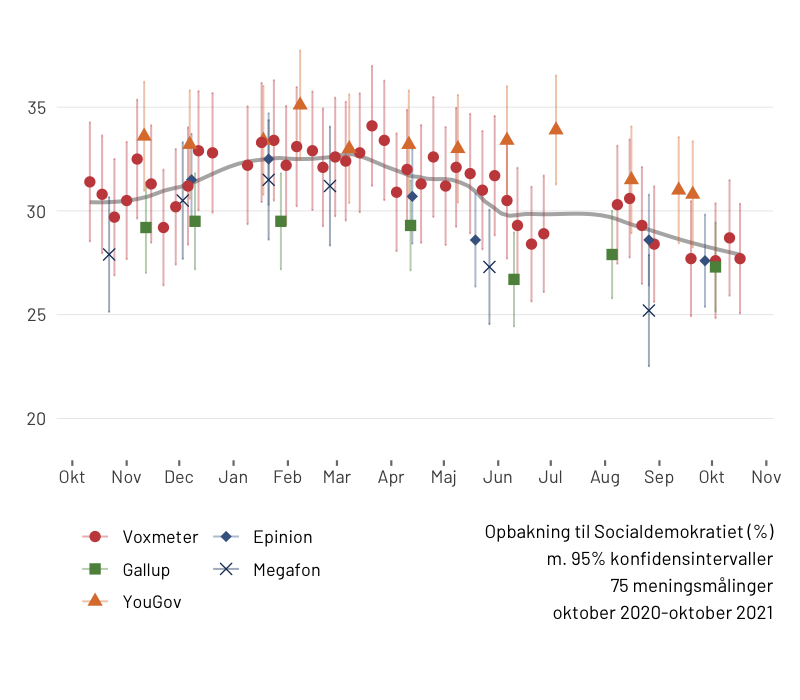 35
30
25
20
Okt Nov Dec Jan Feb Mar Apr Maj Jun Jul Aug Sep Okt Nov
Voxmeter Epinion
Gallup Megafon
YouGov
Opbakning til Socialdemokratiet (%)
m. 95% konfidensintervaller
75 meningsmålinger
oktober 2020-oktober 2021